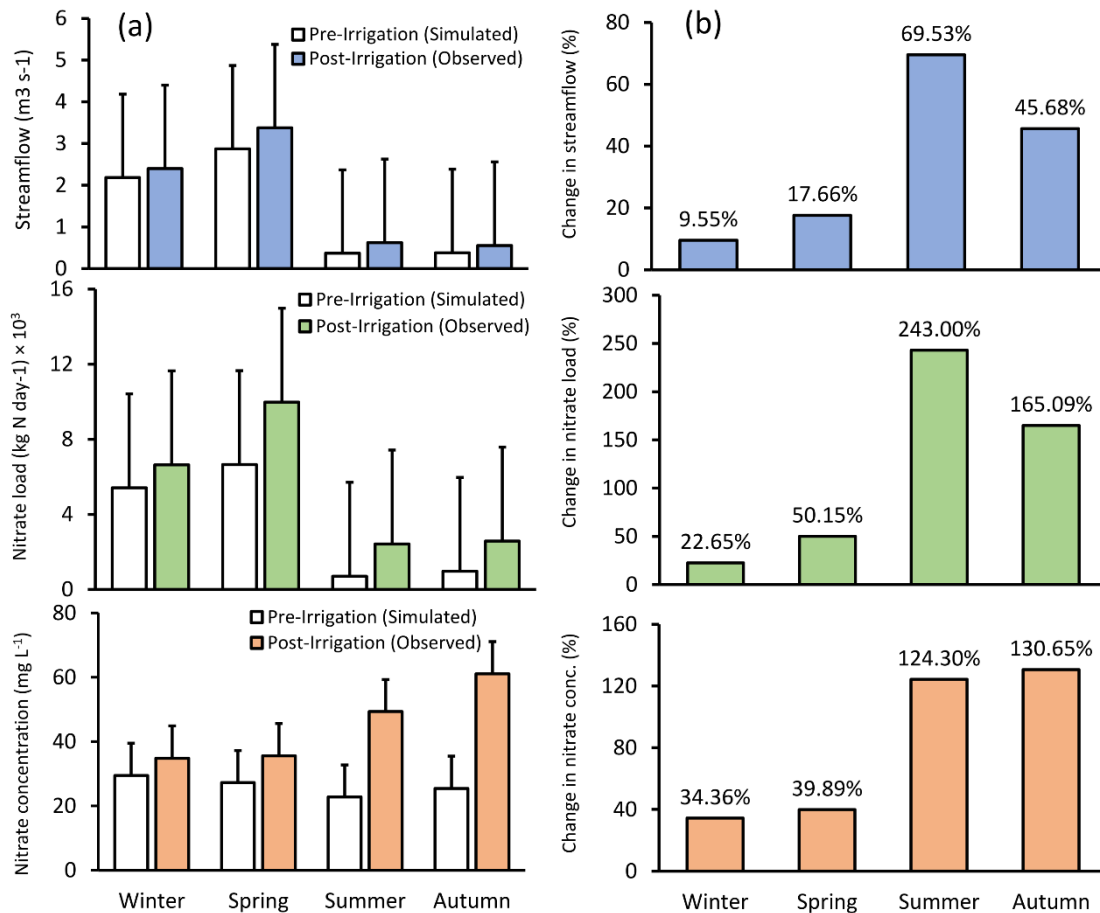 (a)
Streamflow (m3 s-1)
6
5
4
3
2
1
0
Pre-Irrigation (Simulated)
Post-Irrigation (Observed)
(b)
Change in streamflow (%)
80
60
40
20
0
9.55%
17.66%
69.53%
45.68%
Nitrate load (kg N day-1) × 10³
16
12
8
4
0
Pre-Irrigation (Simulated)
Post-Irrigation (Observed)
Change in nitrate load (%)
300
250
200
150
100
50
0
22.65%
50.15%
243.00%
165.09%
Nitrate concentration (mg L⁻¹)
80
60
40
20
0
Pre-Irrigation (Simulated)
Post-Irrigation (Observed)
Winter Spring Summer Autumn
Change in nitrate conc. (%)
160
120
80
40
0
34.36%
39.89%
124.30%
130.65%
Winter Spring Summer Autumn